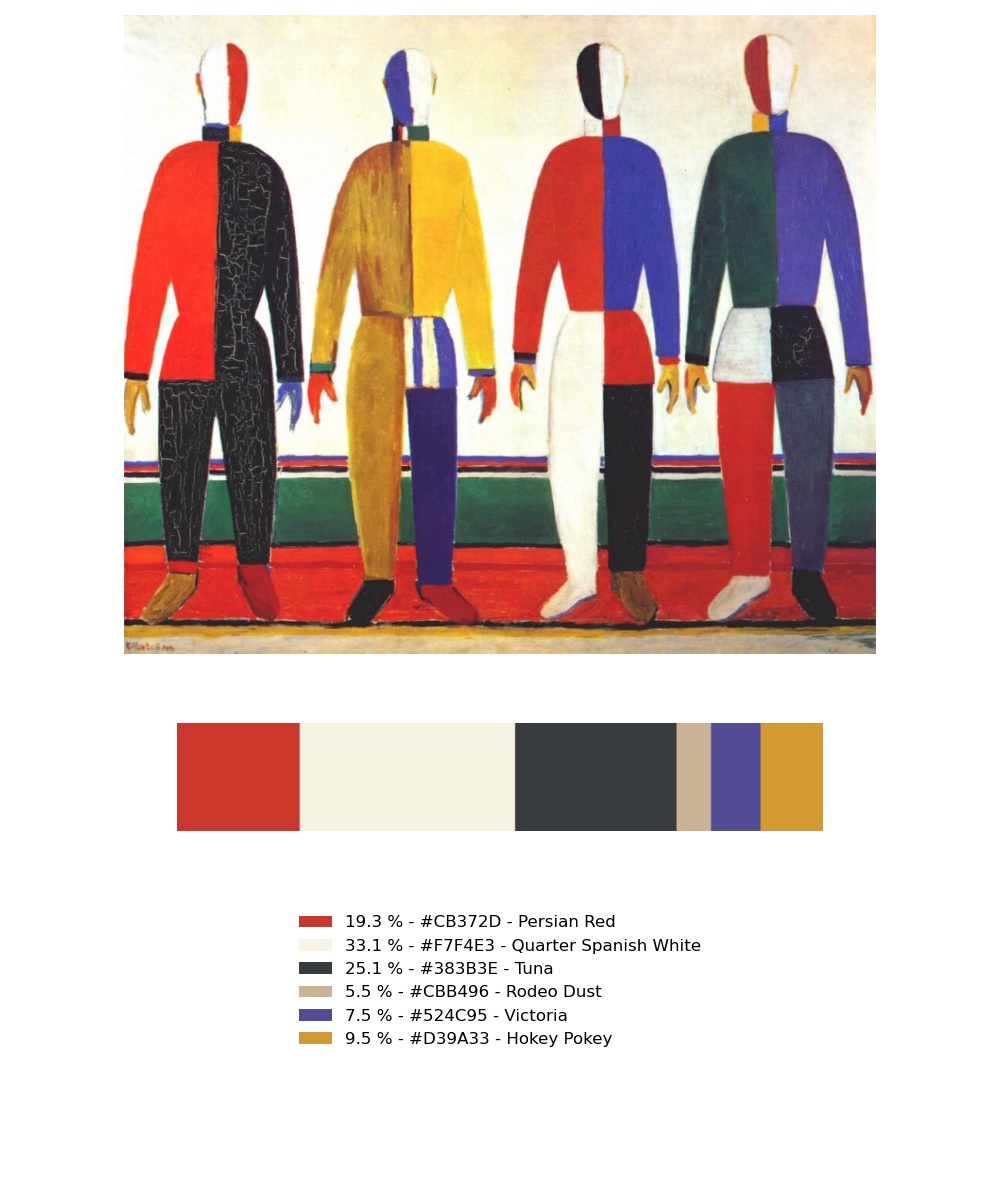 19.3 % - #CB372D - Persian Red
33.1 % - #F7F4E3 - Quarter Spanish White
25.1 % - #383B3E - Tuna
5.5 % - #CBB496 - Rodeo Dust
7.5 % - #524C95 - Victoria
9.5 % - #D39A33 - Hokey Pokey